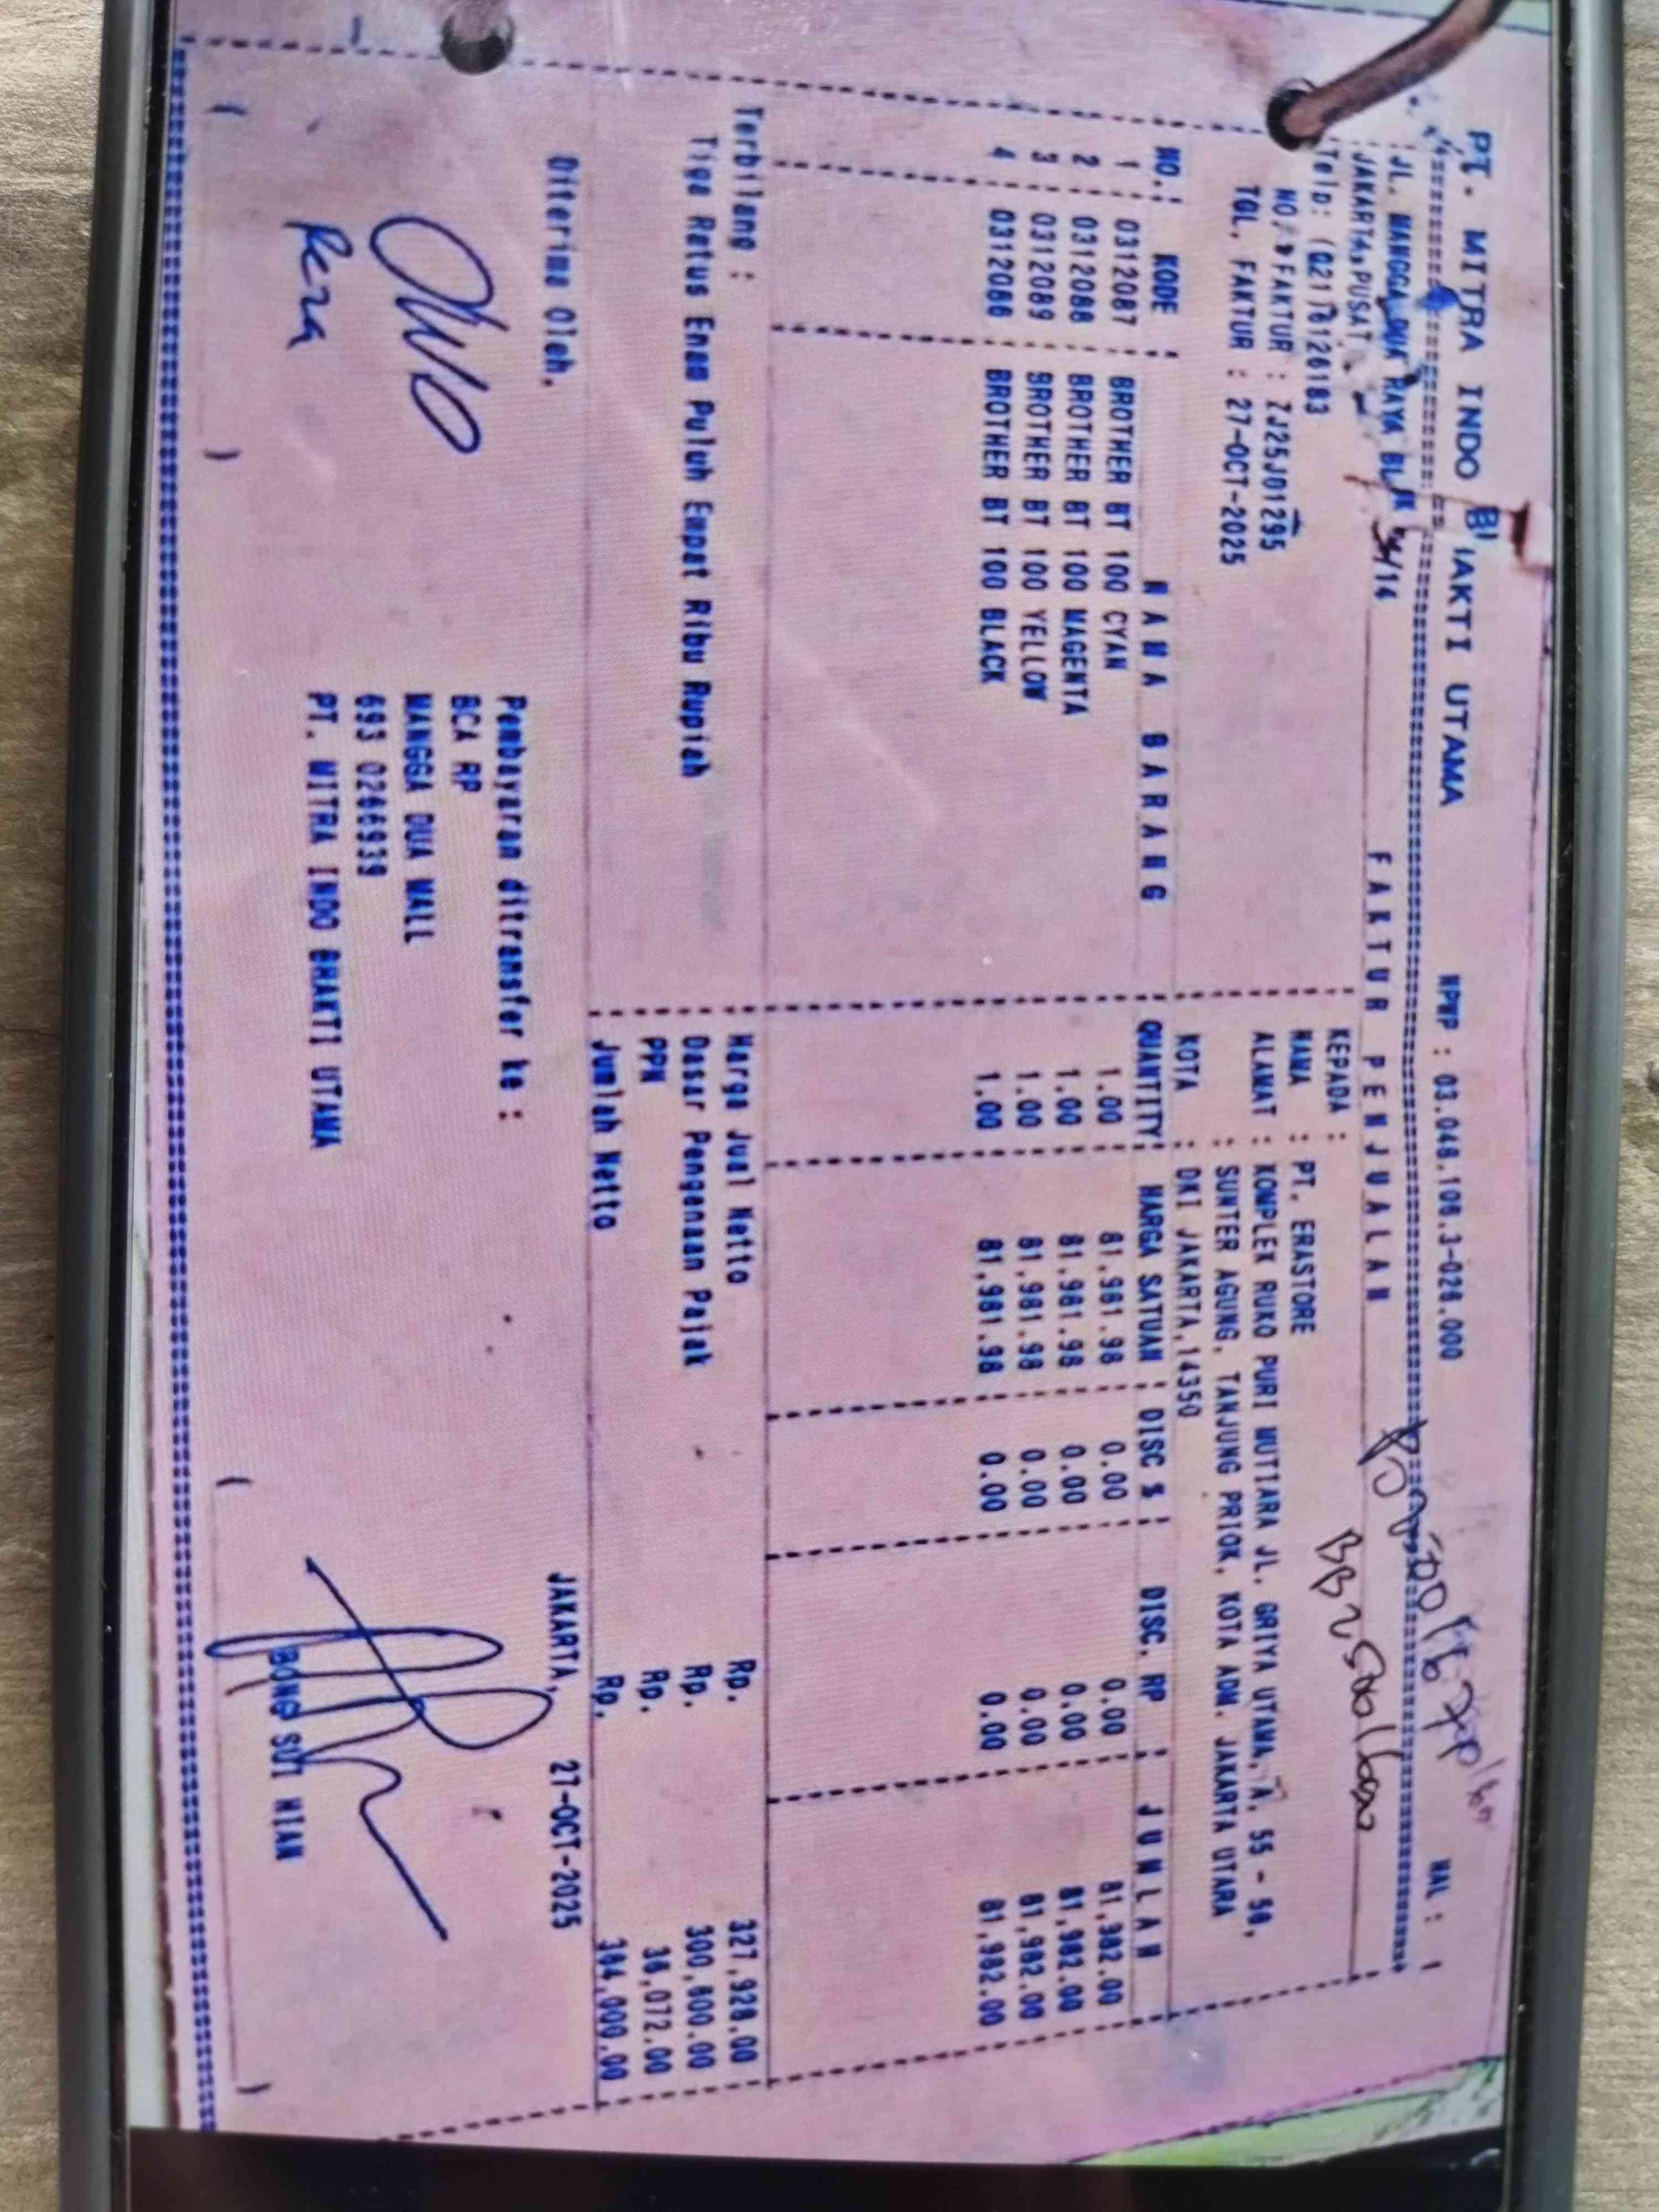 PT. MITRA INDO BHAKTI UTAMA NPWP : 03.048.106.3-026.000 HAL : 1
JL. MANGGA DUA RAYA BLOK
JAKARTA PUSAT
FAKTUR PENJUALAN
Telp: (021)6126183
KEPADA :
NO. FAKTUR : ZJ25J01295
NAMA : PT. ERASTORE
TGL. FAKTUR : 27-OCT-2025
ALAMAT : KOMPLEK RUKO PURI MUTIARA JL. GRIYA UTAMA, A, 55 - 56,
: SUNTER AGUNG, TANJUNG PRIOK, KOTA ADM. JAKARTA UTARA
KOTA : DKI JAKARTA,14350
NO.: KODE : NAMA BARANG QUANTITY: HARGA SATUAN : DISC % : DISC. RP : JUMLAH
1 : 0312087 : BROTHER BT 100 CYAN 1.00 81,981.98 0.00 0.00 81,982.00
2 : 0312088 : BROTHER BT 100 MAGENTA 1.00 81,981.98 0.00 0.00 81,982.00
3 : 0312089 : BROTHER BT 100 YELLOW 1.00 81,981.98 0.00 0.00 81,982.00
4 : 0312086 : BROTHER BT 100 BLACK 1.00 81,981.98 0.00 0.00 81,982.00
Terbilang : Harga Jual Netto Rp. 327,928.00
Tiga Ratus Enam Puluh Empat Ribu Rupiah Dasar Pengenaan Pajak Rp. 300,600.00
PPN Rp. 36,072.00
Jumlah Netto Rp. 364,000.00
Diterima Oleh, JAKARTA, 27-OCT-2025
Pembayaran ditransfer ke :
BCA RP
MANGGA DUA MALL
693 0266939
PT. MITRA INDO BHAKTI UTAMA
Reza
( ) ( BONG SUI HIAN )